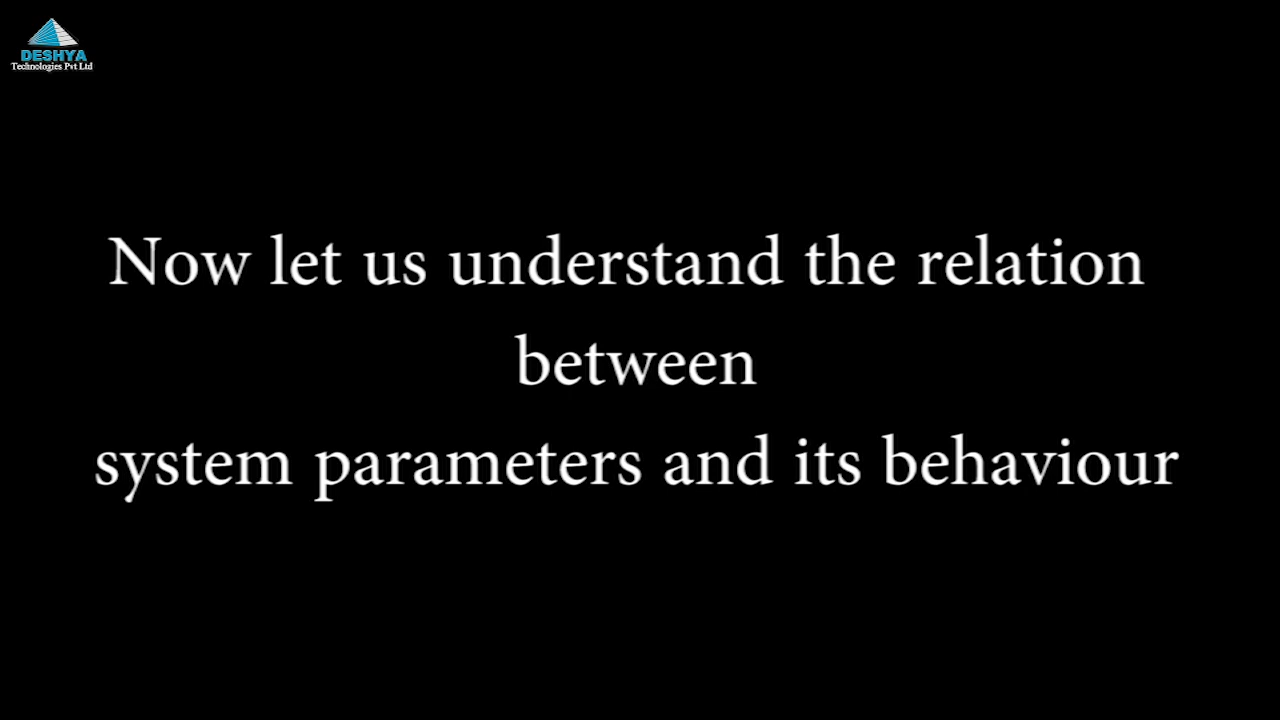 DESHYA
Technologies Pvt Ltd
Now let us understand the relation
between
system parameters and its behaviour